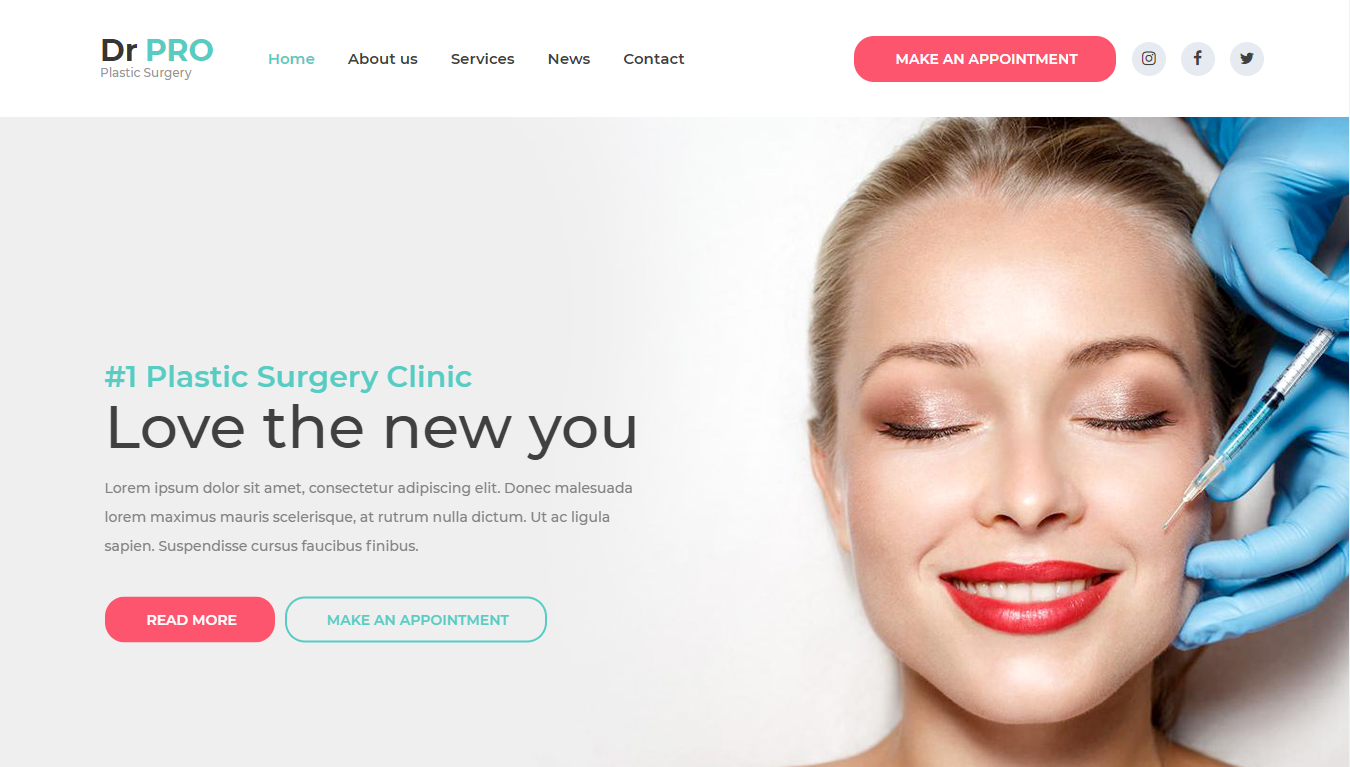 Dr PRO
Plastic Surgery
Home About us Services News Contact
MAKE AN APPOINTMENT
#1 Plastic Surgery Clinic
Love the new you
Lorem ipsum dolor sit amet, consectetur adipiscing elit. Donec malesuada
lorem maximus mauris scelerisque, at rutrum nulla dictum. Ut ac ligula
sapien. Suspendisse cursus faucibus finibus.
READ MORE
MAKE AN APPOINTMENT